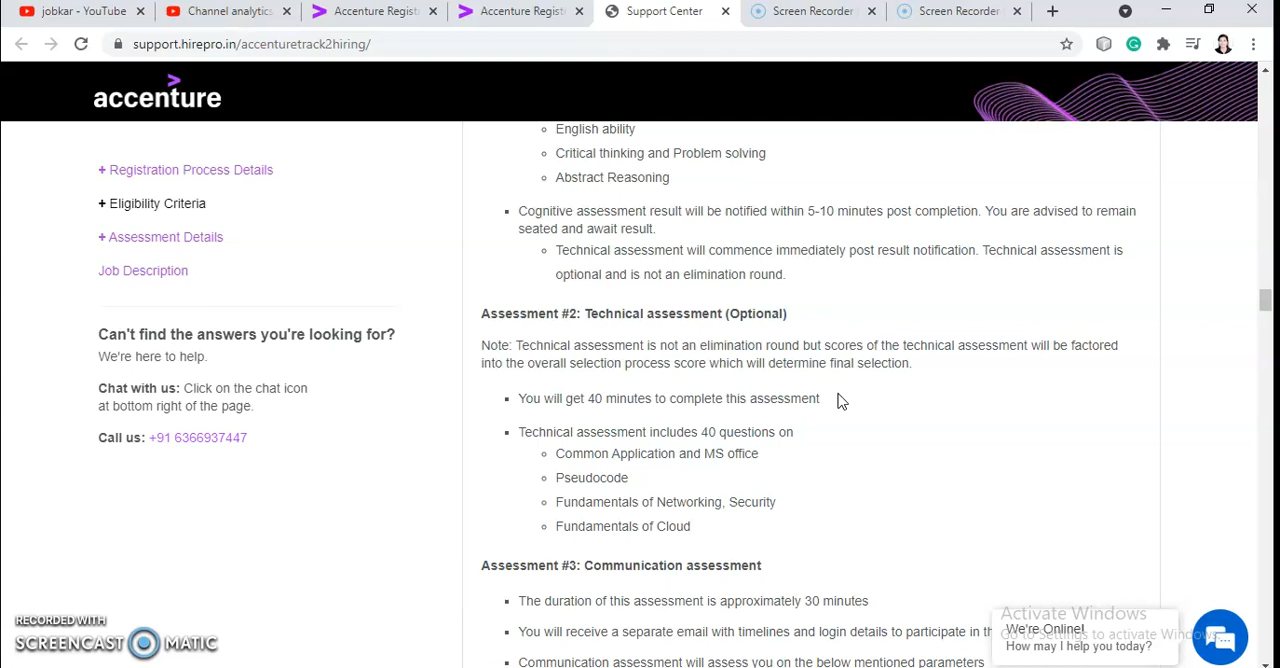 jobkar - YouTube
Channel analytics
Accenture Regist
Accenture Regist
Support Center
Screen Recorder
Screen Recorder
support.hirepro.in/accenturetrack2hiring/
accenture
+ Registration Process Details
+ Eligibility Criteria
+ Assessment Details
Job Description
Can't find the answers you're looking for?
We're here to help.
Chat with us: Click on the chat icon
at bottom right of the page.
Call us: +91 6366937447
English ability
Critical thinking and Problem solving
Abstract Reasoning
Cognitive assessment result will be notified within 5-10 minutes post completion. You are advised to remain
seated and await result.
Technical assessment will commence immediately post result notification. Technical assessment is
optional and is not an elimination round.
Assessment #2: Technical assessment (Optional)
Note: Technical assessment is not an elimination round but scores of the technical assessment will be factored
into the overall selection process score which will determine final selection.
You will get 40 minutes to complete this assessment
Technical assessment includes 40 questions on
Common Application and MS office
Pseudocode
Fundamentals of Networking, Security
Fundamentals of Cloud
Assessment #3: Communication assessment
The duration of this assessment is approximately 30 minutes
You will receive a separate email with timelines and login details to participate in th
Communication assessment will assess you on the below mentioned parameters
Activate Windows
Go to Settings to activate Windows.
We're Online!
How may I help you today?
RECORDED WITH
SCREENCAST MATIC